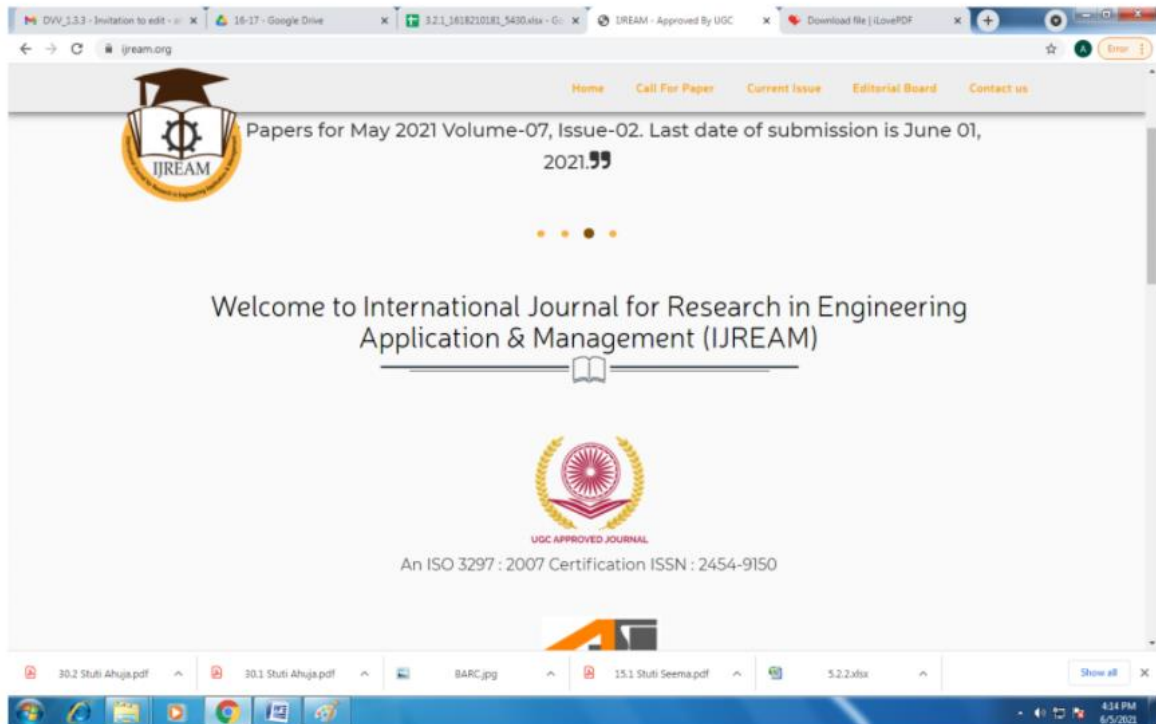 DVV_1.3.3 - Invitation to edit - a
16-17 - Google Drive
3.2.1_1618210181_5430.xlsx - Go
IJREAM - Approved By UGC
Download file | iLovePDF
ijream.org
A
Error
Home
Call For Paper
Current Issue
Editorial Board
Contact us
IJREAM
Papers for May 2021 Volume-07, Issue-02. Last date of submission is June 01,
2021.
Welcome to International Journal for Research in Engineering
Application & Management (IJREAM)
UGC APPROVED JOURNAL
An ISO 3297 : 2007 Certification ISSN : 2454-9150
30.2 Stuti Ahuja.pdf
30.1 Stuti Ahuja.pdf
BARC.jpg
15.1 Stuti Seema.pdf
5.2.2.xlsx
Show all
4:14 PM
6/5/2021